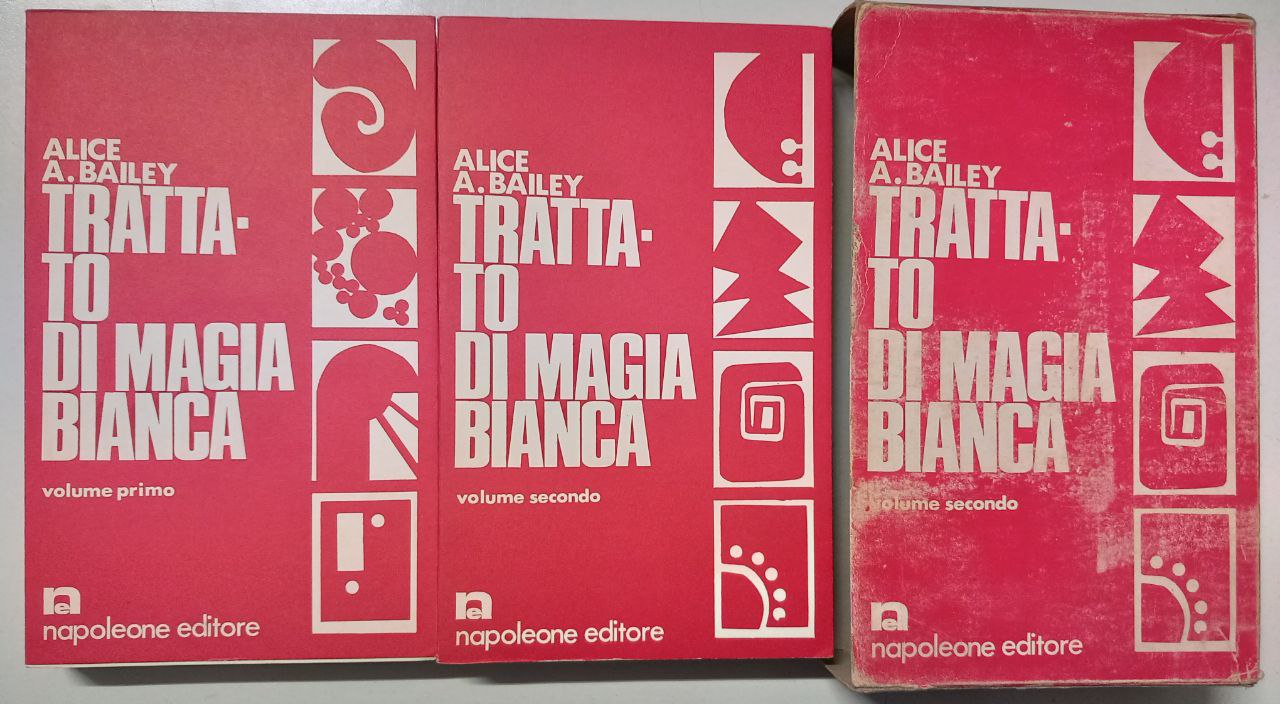 ALICE
A. BAILEY
TRATTA·
TO
DI MAGIA
BIANCA
volume primo
ne
napoleone editore
ALICE
A. BAILEY
TRATTA·
TO
DI MAGIA
BIANCA
volume secondo
ne
napoleone editore
ALICE
A. BAILEY
TRATTA·
TO
DI MAGIA
BIANCA
volume secondo
ne
napoleone editore